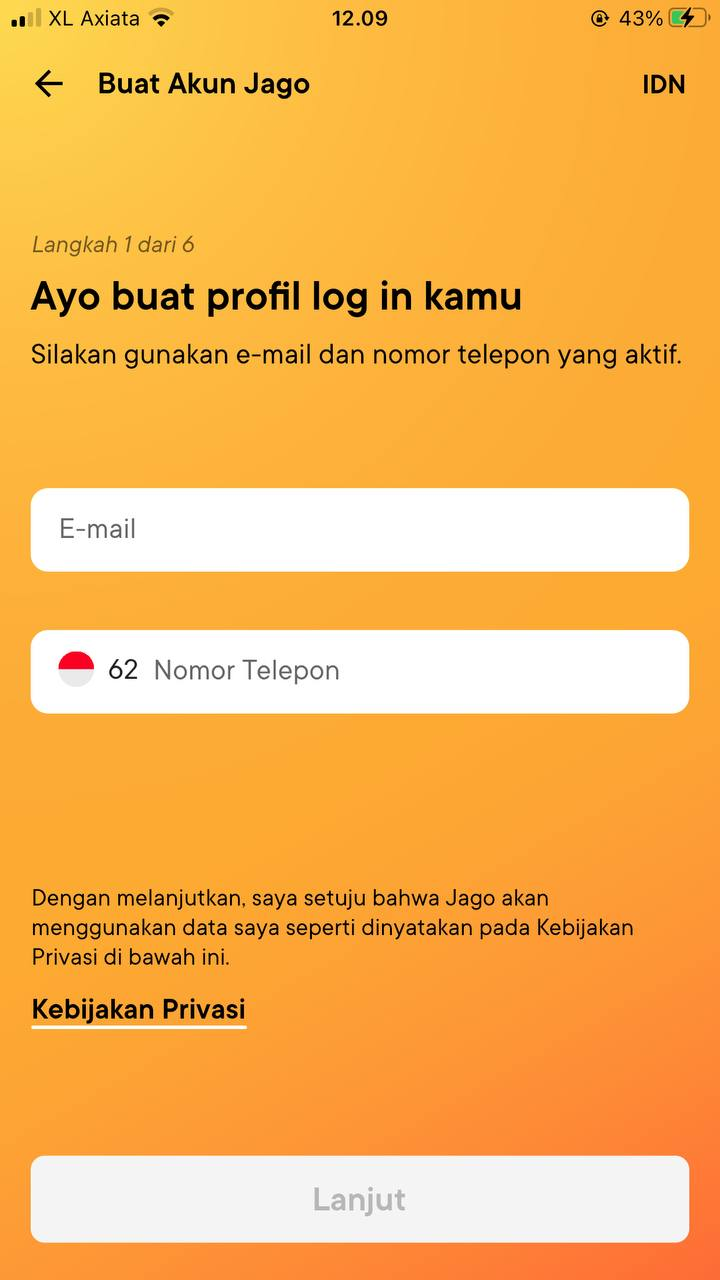 XL Axiata 12.09 43%
Buat Akun Jago IDN
Langkah 1 dari 6
Ayo buat profil log in kamu
Silakan gunakan e-mail dan nomor telepon yang aktif.
E-mail
62 Nomor Telepon
Dengan melanjutkan, saya setuju bahwa Jago akan
menggunakan data saya seperti dinyatakan pada Kebijakan
Privasi di bawah ini.
Kebijakan Privasi
Lanjut